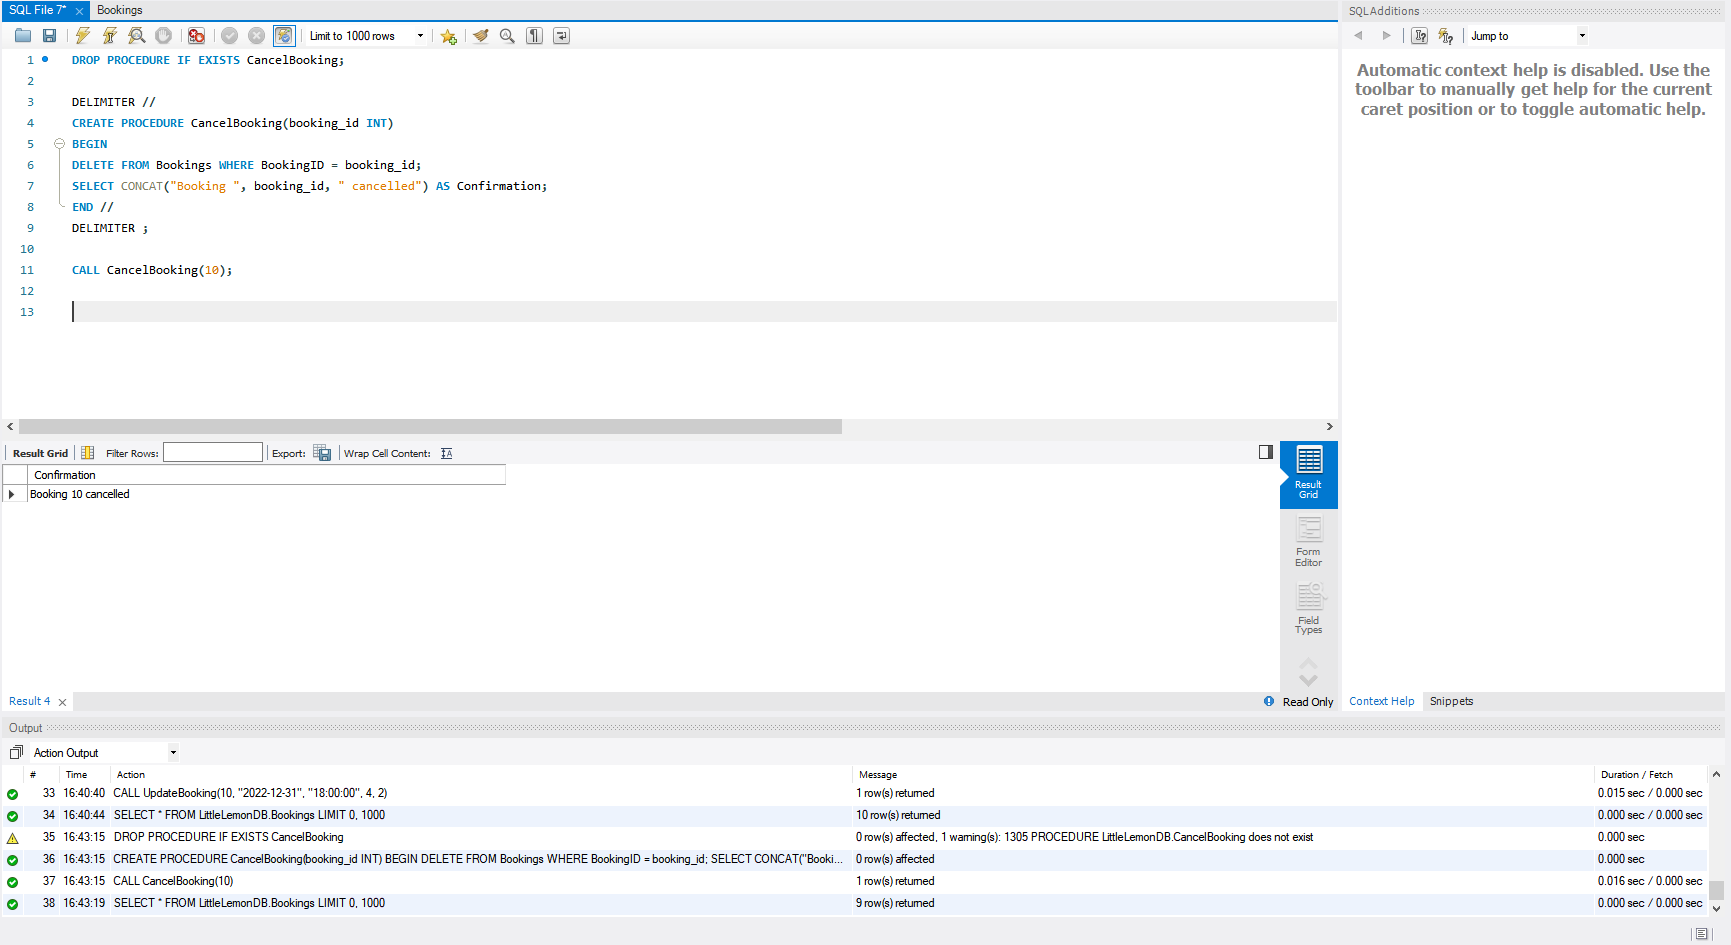 SQL File 7* Bookings
Limit to 1000 rows
1 DROP PROCEDURE IF EXISTS CancelBooking;
2
3 DELIMITER //
4 CREATE PROCEDURE CancelBooking(booking_id INT)
5 BEGIN
6 DELETE FROM Bookings WHERE BookingID = booking_id;
7 SELECT CONCAT("Booking ", booking_id, " cancelled") AS Confirmation;
8 END //
9 DELIMITER ;
10
11 CALL CancelBooking(10);
12
13
Result Grid Filter Rows: Export: Wrap Cell Content:
Confirmation
Booking 10 cancelled
Result
Grid
Form
Editor
Field
Types
Result 4 Read Only
SQLAdditions
Jump to
Automatic context help is disabled. Use the
toolbar to manually get help for the current
caret position or to toggle automatic help.
Context Help Snippets
Output
Action Output
# Time Action Message Duration / Fetch
33 16:40:40 CALL UpdateBooking(10, "2022-12-31", "18:00:00", 4, 2) 1 row(s) returned 0.015 sec / 0.000 sec
34 16:40:44 SELECT * FROM LittleLemonDB.Bookings LIMIT 0, 1000 10 row(s) returned 0.000 sec / 0.000 sec
35 16:43:15 DROP PROCEDURE IF EXISTS CancelBooking 0 row(s) affected, 1 warning(s): 1305 PROCEDURE LittleLemonDB.CancelBooking does not exist 0.000 sec
36 16:43:15 CREATE PROCEDURE CancelBooking(booking_id INT) BEGIN DELETE FROM Bookings WHERE BookingID = booking_id; SELECT CONCAT("Booki... 0 row(s) affected 0.000 sec
37 16:43:15 CALL CancelBooking(10) 1 row(s) returned 0.016 sec / 0.000 sec
38 16:43:19 SELECT * FROM LittleLemonDB.Bookings LIMIT 0, 1000 9 row(s) returned 0.000 sec / 0.000 sec